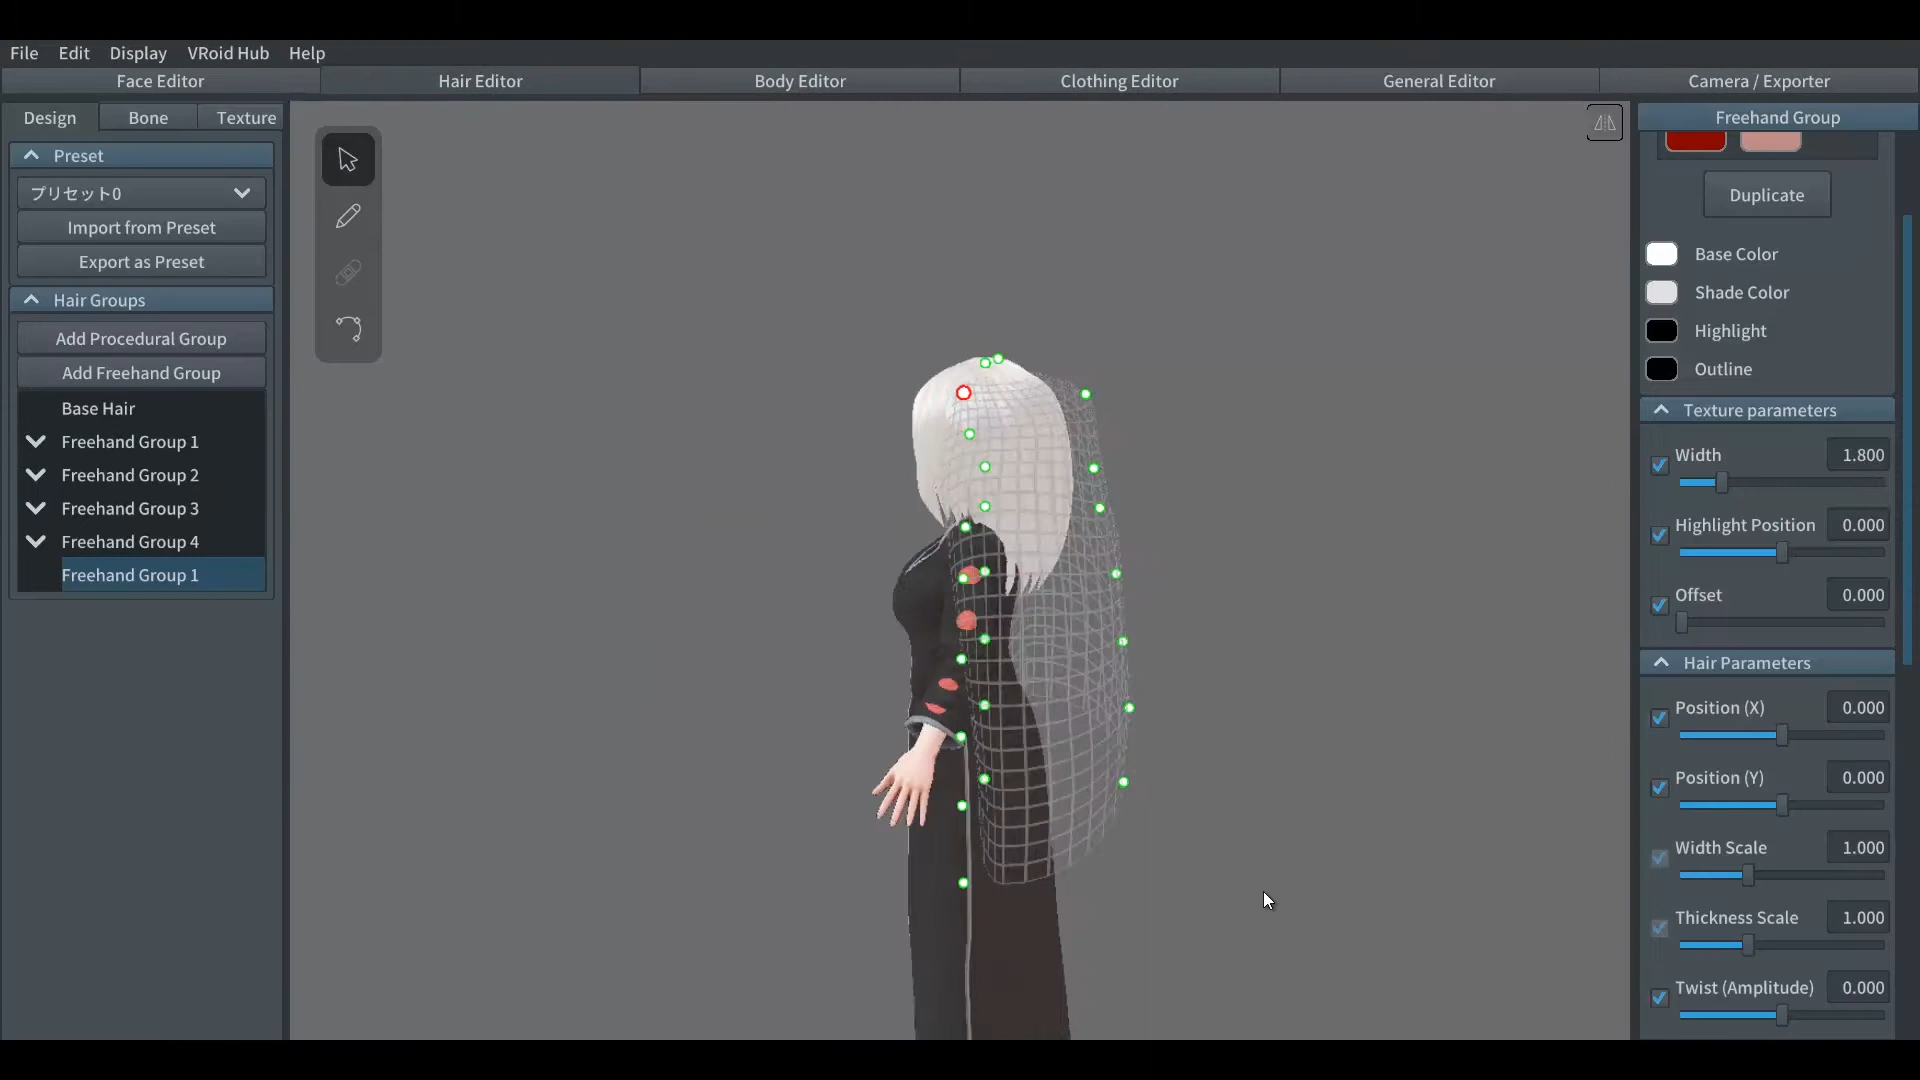 File Edit Display VRoid Hub Help
Face Editor Hair Editor Body Editor Clothing Editor General Editor Camera / Exporter
Design Bone Texture
Preset
プリセット0
Import from Preset
Export as Preset
Hair Groups
Add Procedural Group
Add Freehand Group
Base Hair
Freehand Group 1
Freehand Group 2
Freehand Group 3
Freehand Group 4
Freehand Group 1
Freehand Group
Duplicate
Base Color
Shade Color
Highlight
Outline
Texture parameters
Width 1.800
Highlight Position 0.000
Offset 0.000
Hair Parameters
Position (X) 0.000
Position (Y) 0.000
Width Scale 1.000
Thickness Scale 1.000
Twist (Amplitude) 0.000